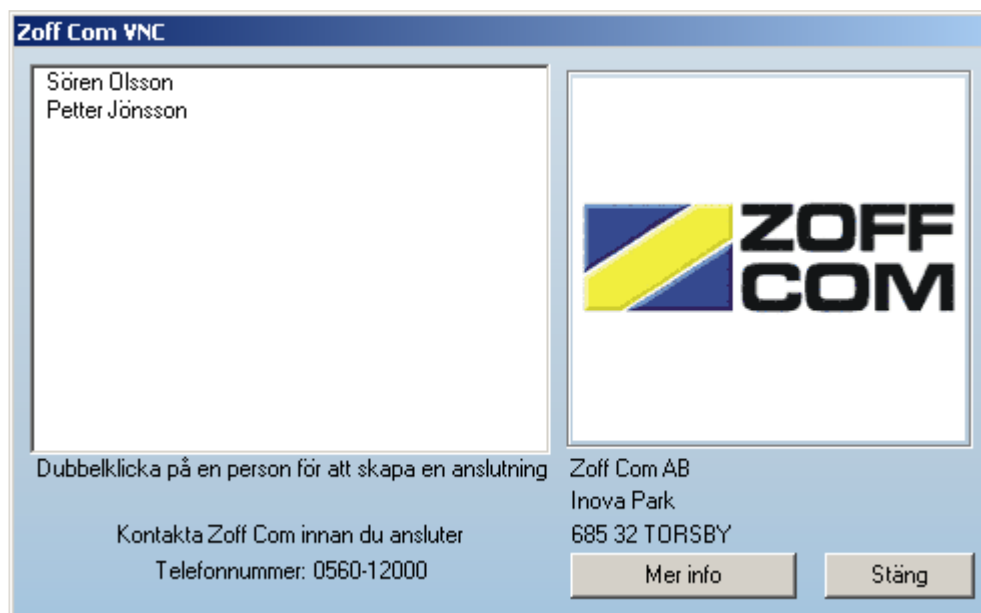 Zoff Com VNC
Sören Olsson
Petter Jönsson
ZOFF
COM
Dubbelklicka på en person för att skapa en anslutning
Kontakta Zoff Com innan du ansluter
Telefonnummer: 0560-12000
Zoff Com AB
Inova Park
685 32 TORSBY
Mer info
Stäng